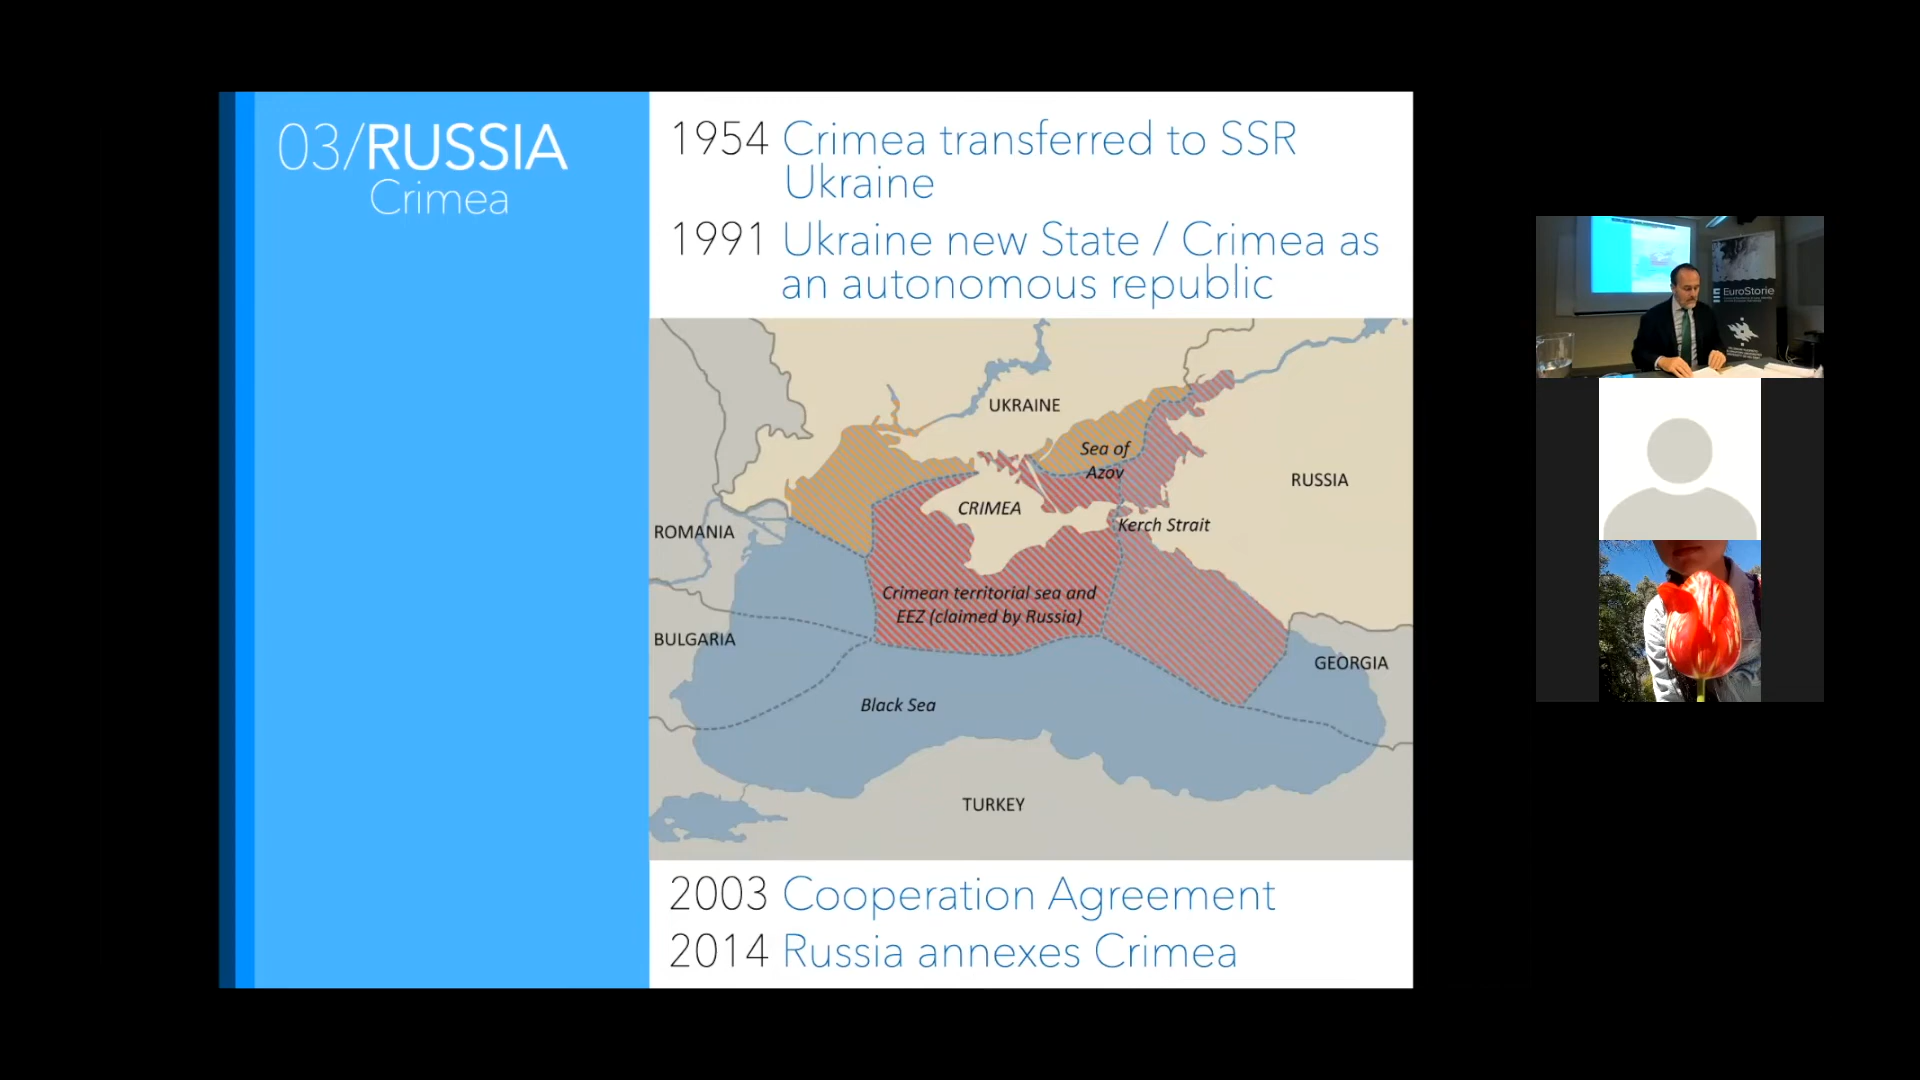 03/RUSSIA
Crimea
1954 Crimea transferred to SSR
Ukraine
1991 Ukraine new State / Crimea as
an autonomous republic
UKRAINE
Sea of
Azov
RUSSIA
CRIMEA
Kerch Strait
ROMANIA
Crimean territorial sea and
EEZ (claimed by Russia)
BULGARIA
GEORGIA
Black Sea
TURKEY
2003 Cooperation Agreement
2014 Russia annexes Crimea
EuroStorie